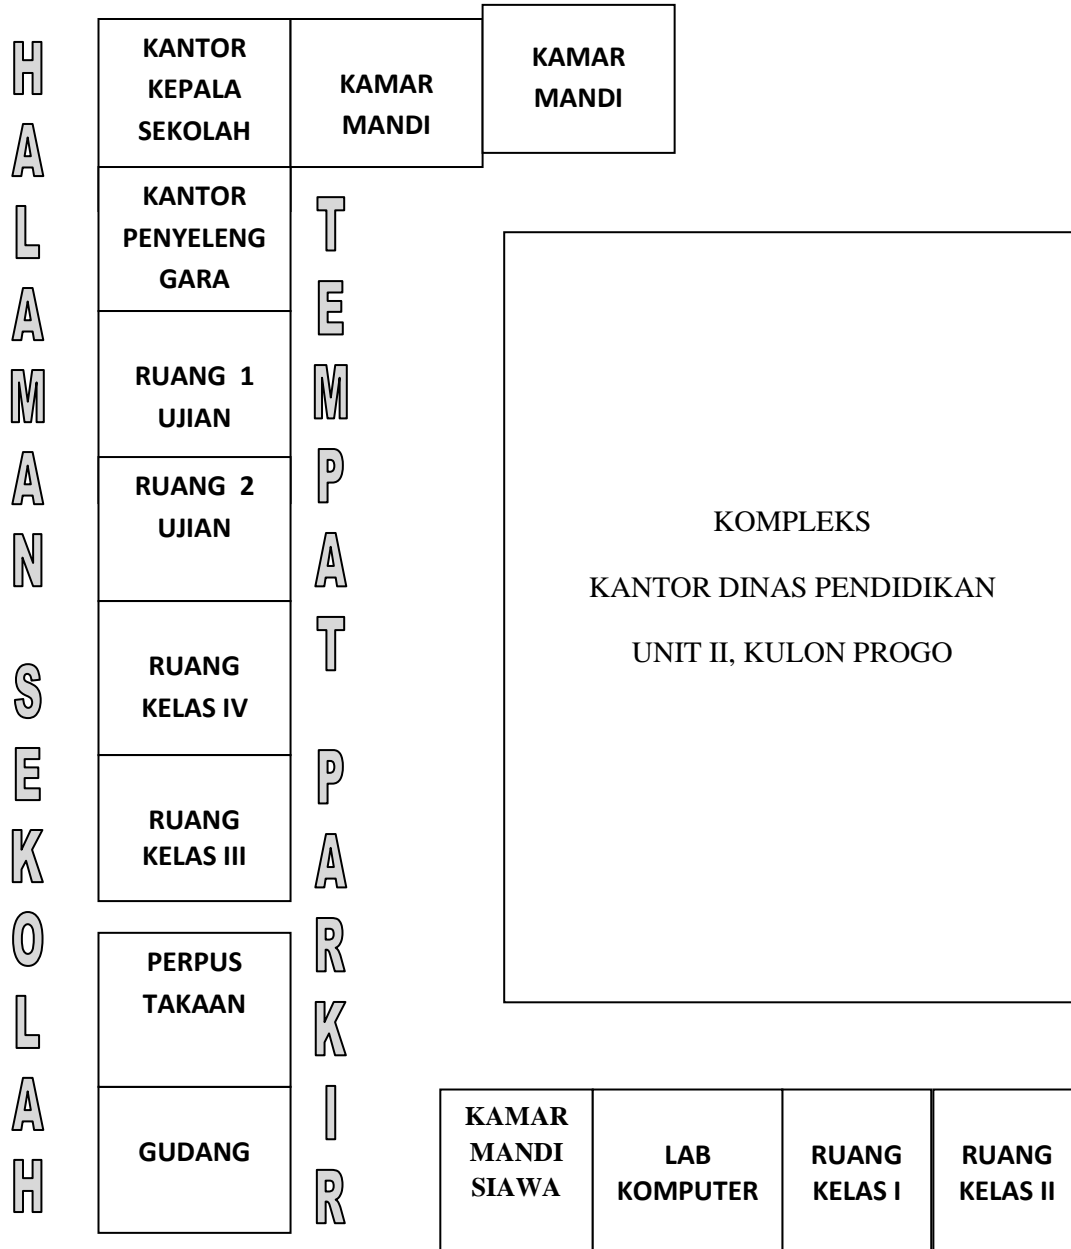 HALAMAN SEKOLAH
KANTOR
KEPALA
SEKOLAH
KAMAR
MANDI
KAMAR
MANDI
KANTOR
PENYELENG
GARA
RUANG 1
UJIAN
RUANG 2
UJIAN
RUANG
KELAS IV
RUANG
KELAS III
PERPUS
TAKAAN
GUDANG
TEMPAT PARKIR
KOMPLEKS
KANTOR DINAS PENDIDIKAN
UNIT II, KULON PROGO
KAMAR
MANDI
SIAWA
LAB
KOMPUTER
RUANG
KELAS I
RUANG
KELAS II